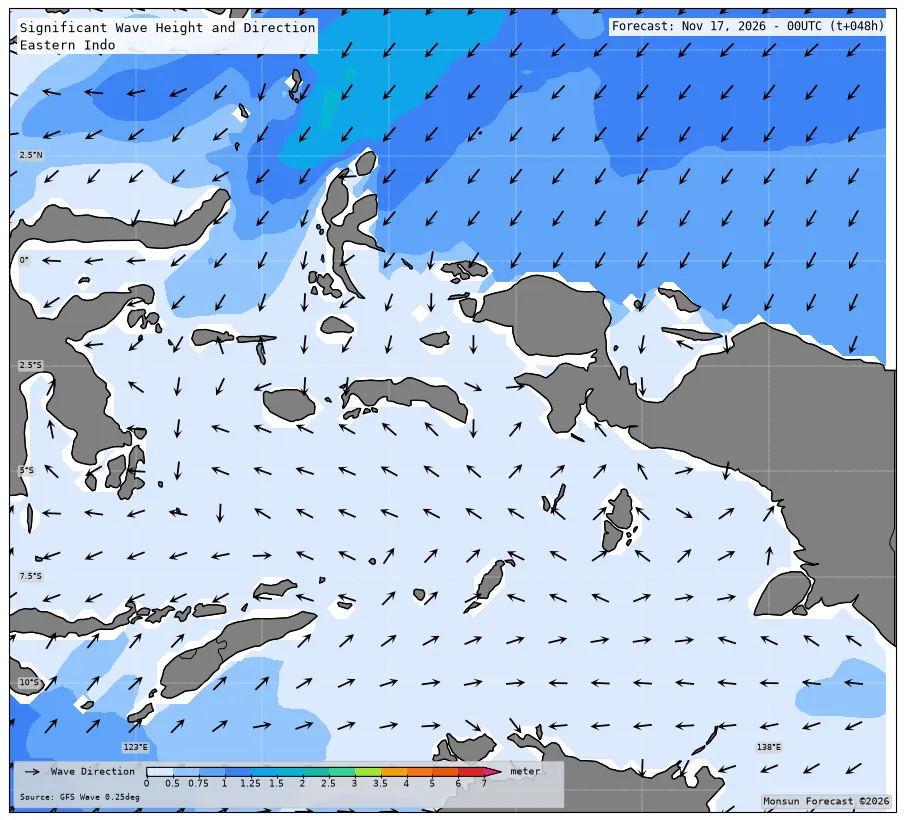 Significant Wave Height and Direction
Eastern Indo
Forecast: Nov 17, 2026 - 00UTC (t+048h)
2.5°N
0°
2.5°S
5°S
7.5°S
10°S
123°E
138°E
Wave Direction
meter
0 0.5 0.75 1 1.25 1.5 2 2.5 3 3.5 4 5 6 7
Source: GFS Wave 0.25deg
Monsun Forecast ©2026